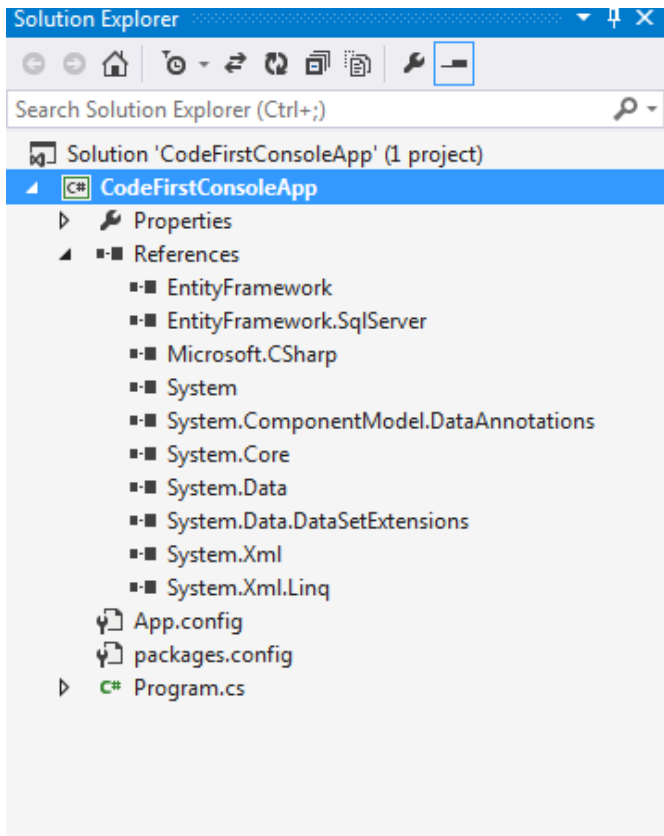 Solution Explorer
Search Solution Explorer (Ctrl+;)
Solution 'CodeFirstConsoleApp' (1 project)
C# CodeFirstConsoleApp
Properties
References
EntityFramework
EntityFramework.SqlServer
Microsoft.CSharp
System
System.ComponentModel.DataAnnotations
System.Core
System.Data
System.Data.DataSetExtensions
System.Xml
System.Xml.Linq
App.config
packages.config
C# Program.cs